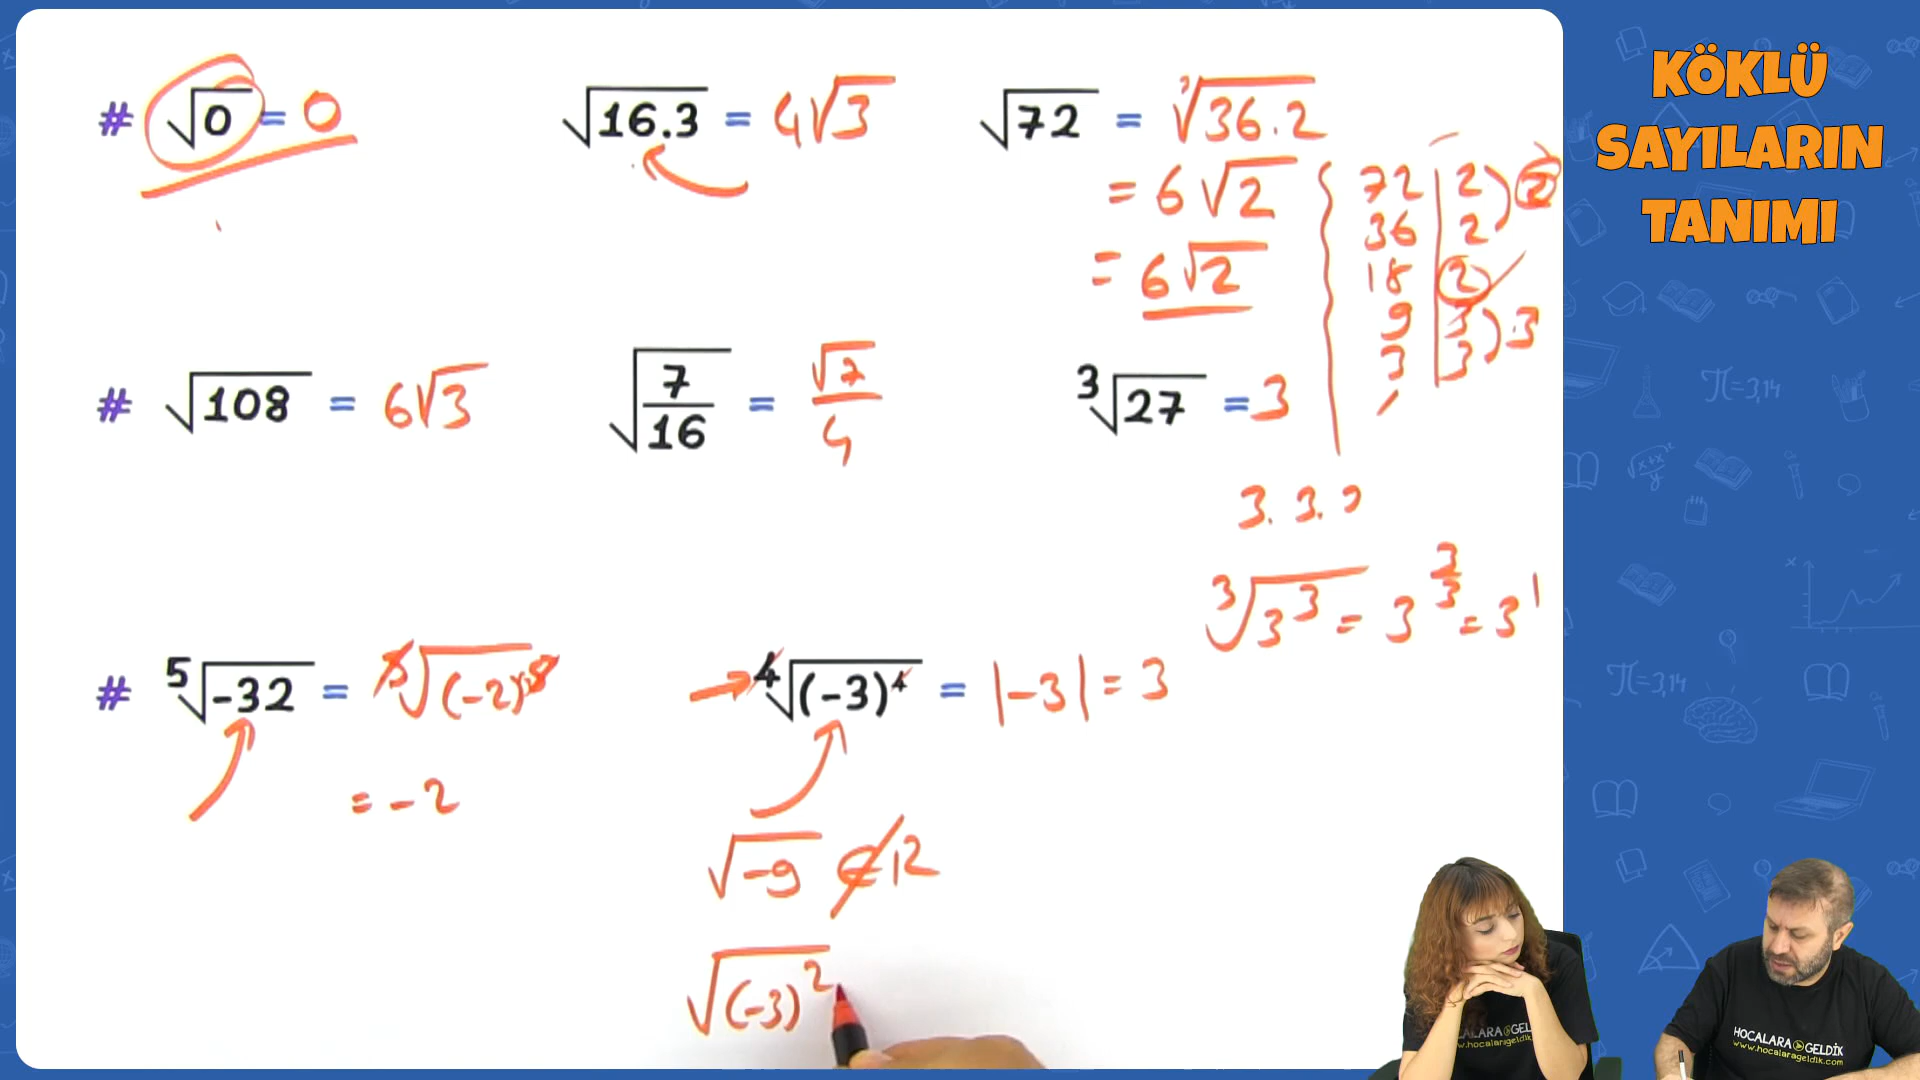 KÖKLÜ
SAYILARIN
TANIMI
# √0 = 0
√16.3 = 4√3
√72 = ²√36.2
= 6√2
= 6√2
72 | 2
36 | 2
18 | 2
9 | 3
3 | 3
2
3
# √108 = 6√3
√7/16 = √7/4
³√27 = 3
3.3.
³√3³ = 3^3/3 = 3¹
# ⁵√-32 = ⁵√(-2)⁵
= -2
→ ⁴√(-3)⁴ = |-3| = 3
√-9 ∉ R
√(-3)²
HOCALARA GELDİK
www.hocalarageldik.com